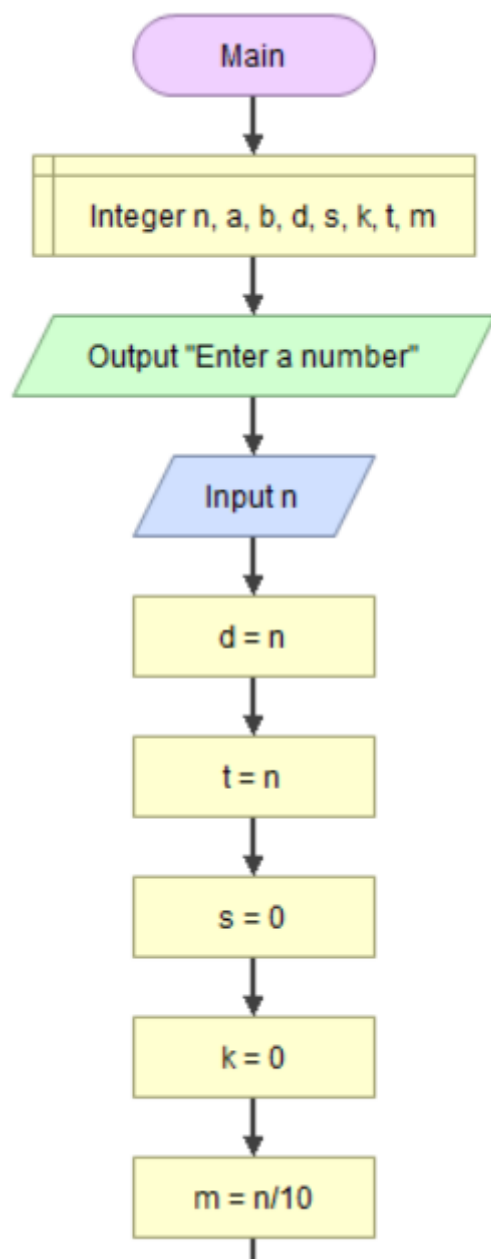 Main
Integer n, a, b, d, s, k, t, m
Output "Enter a number"
Input n
d = n
t = n
s = 0
k = 0
m = n/10